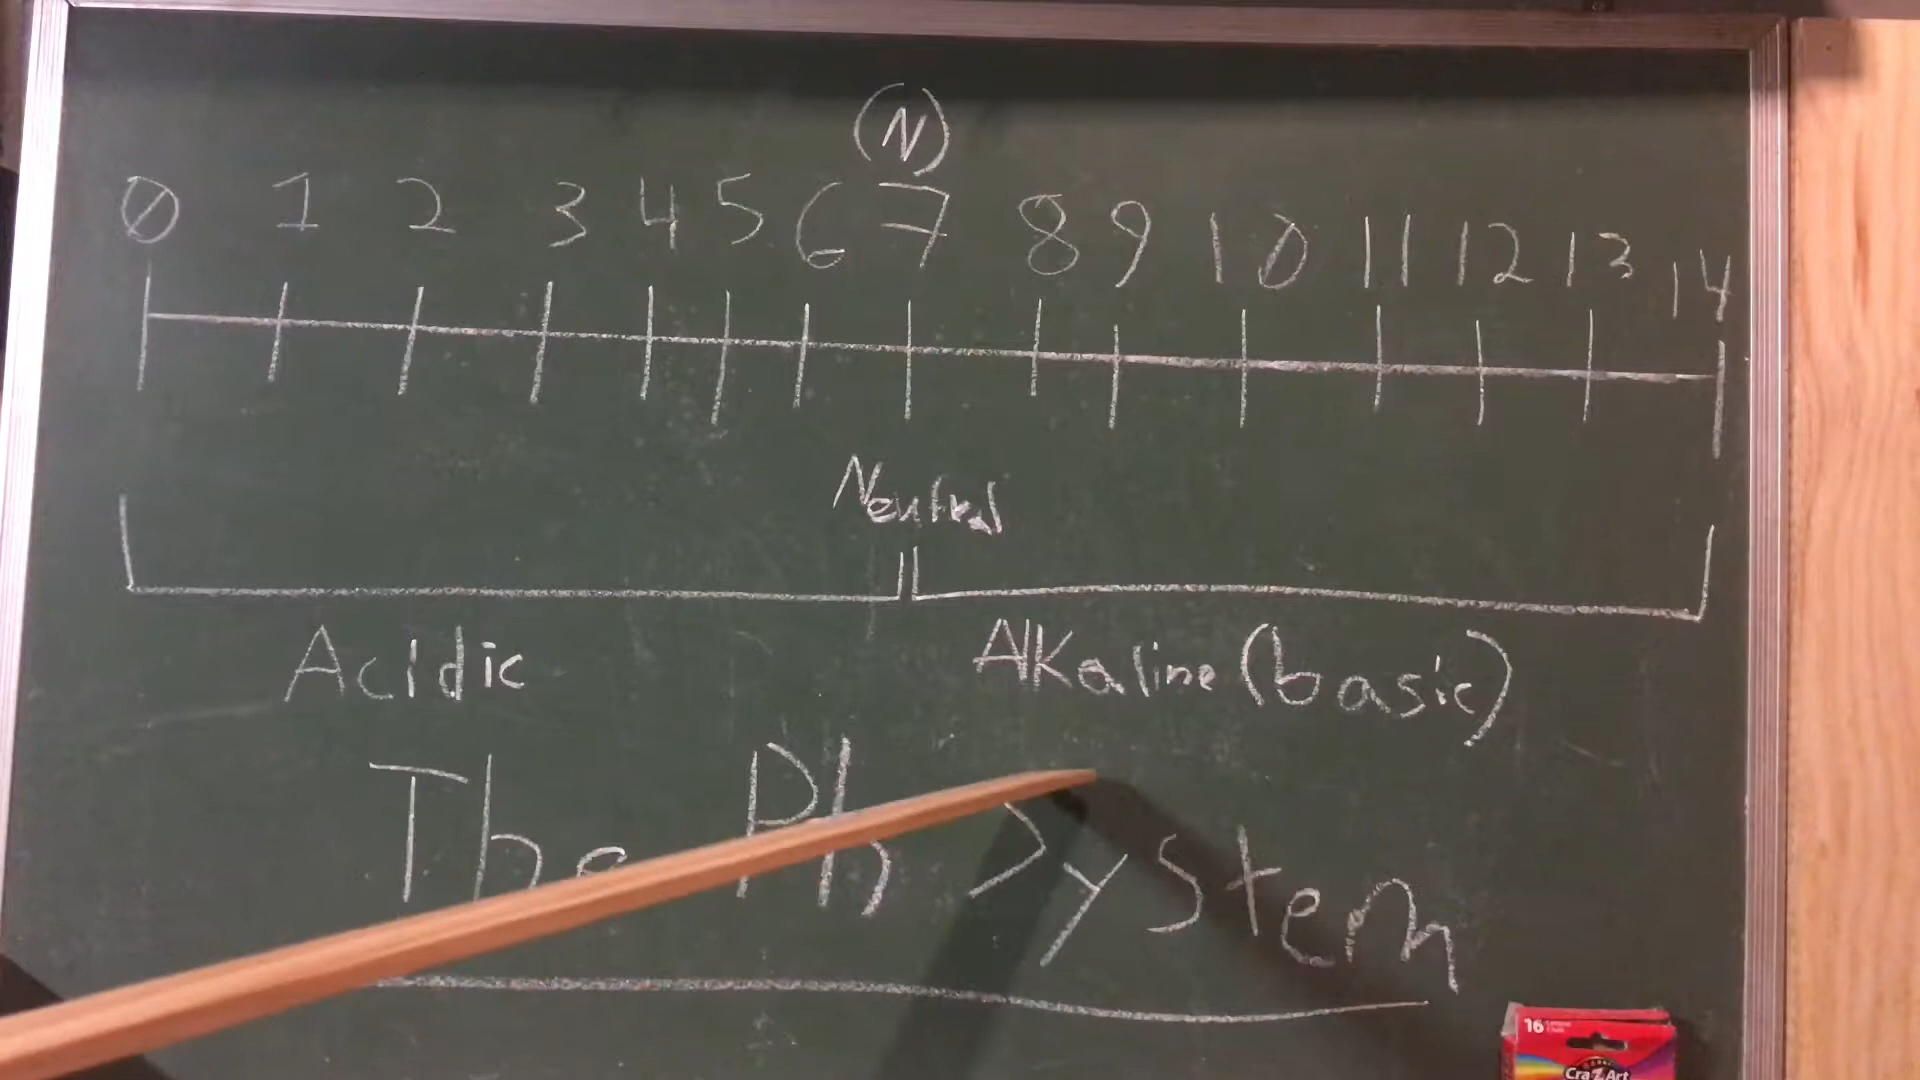 (N)
0 1 2 3 4 5 6 7 8 9 10 11 12 13 14
Neutral
Acidic Alkaline (basic)
The Ph System
16
Cra-Z-Art